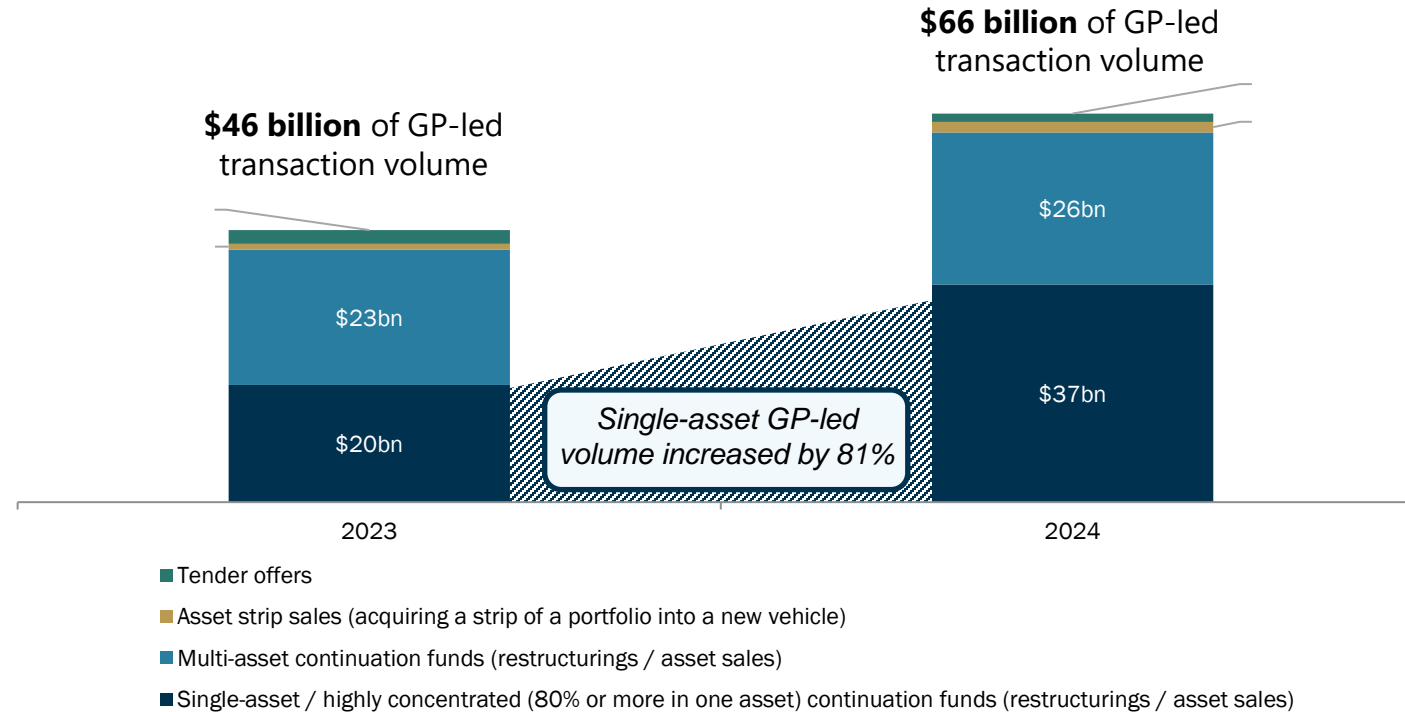 $66 billion of GP-led
transaction volume
$46 billion of GP-led
transaction volume
$26bn
$23bn
$37bn
Single-asset GP-led
volume increased by 81%
$20bn
2023
2024
Tender offers
Asset strip sales (acquiring a strip of a portfolio into a new vehicle)
Multi-asset continuation funds (restructurings / asset sales)
Single-asset / highly concentrated (80% or more in one asset) continuation funds (restructurings / asset sales)